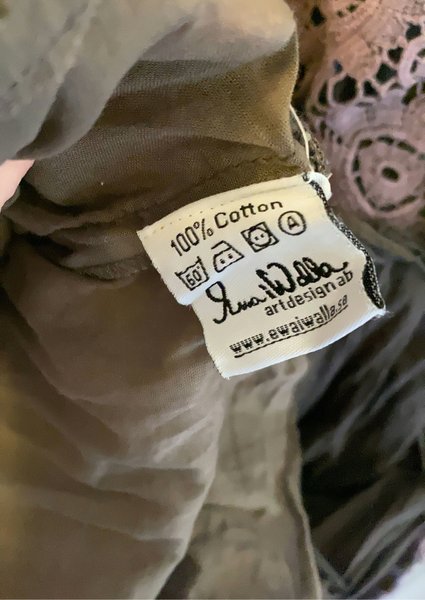 100% Cotton
60° A
Ewa i Walla
artdesign ab
www.ewaiwalla.se